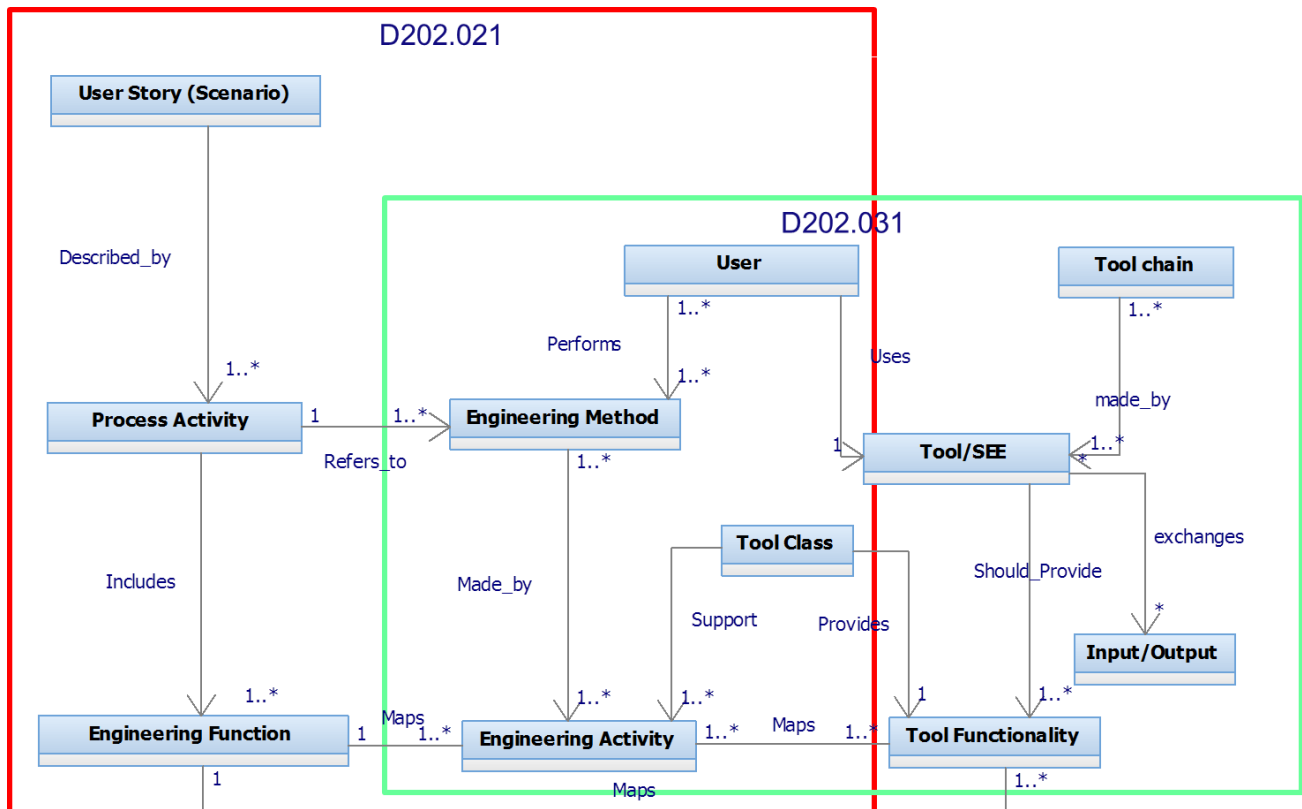 D202.021
User Story (Scenario)
D202.031
User
Tool chain
1..*
1..*
Described_by
Performs
Uses
1..*
1..*
made_by
Process Activity
1
1..*
Engineering Method
Refers_to
1..*
1
Tool/SEE
1..*
*
Tool Class
exchanges
Includes
Made_by
Should_Provide
Support
Provides
*
Input/Output
1..*
1..*
1..*
1
1..*
Engineering Function
1
Maps
1..*
Engineering Activity
1..*
Maps
1..*
Tool Functionality
1
Maps
1..*